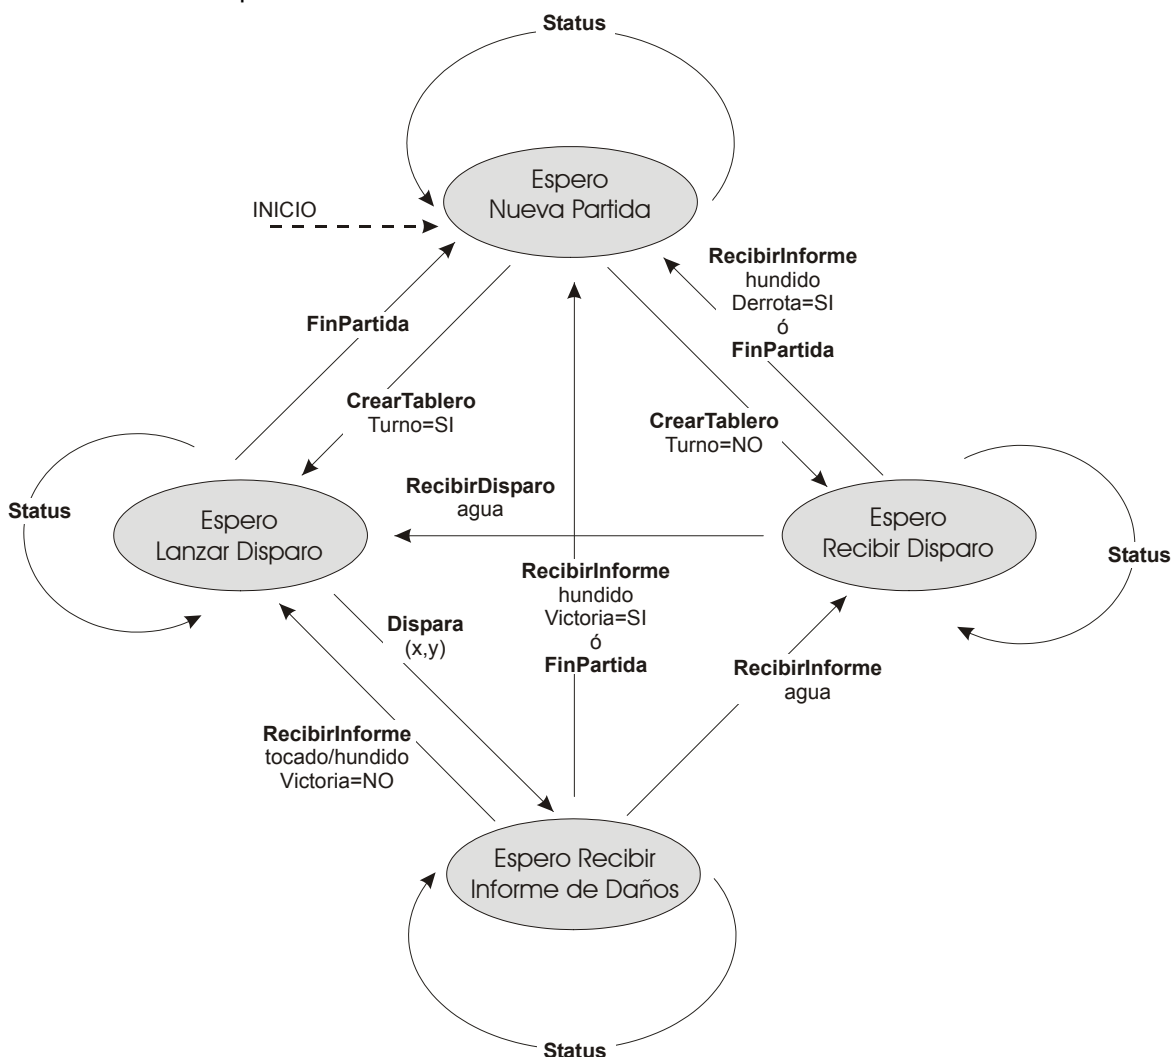 Status
Espero
Nueva Partida
INICIO
RecibirInforme
hundido
Derrota=SI
ó
FinPartida
FinPartida
CrearTablero
Turno=SI
CrearTablero
Turno=NO
RecibirDisparo
agua
Status
Espero
Lanzar Disparo
Espero
Recibir Disparo
Status
RecibirInforme
hundido
Victoria=SI
ó
FinPartida
Dispara
(x,y)
RecibirInforme
agua
RecibirInforme
tocado/hundido
Victoria=NO
Espero Recibir
Informe de Daños
Status